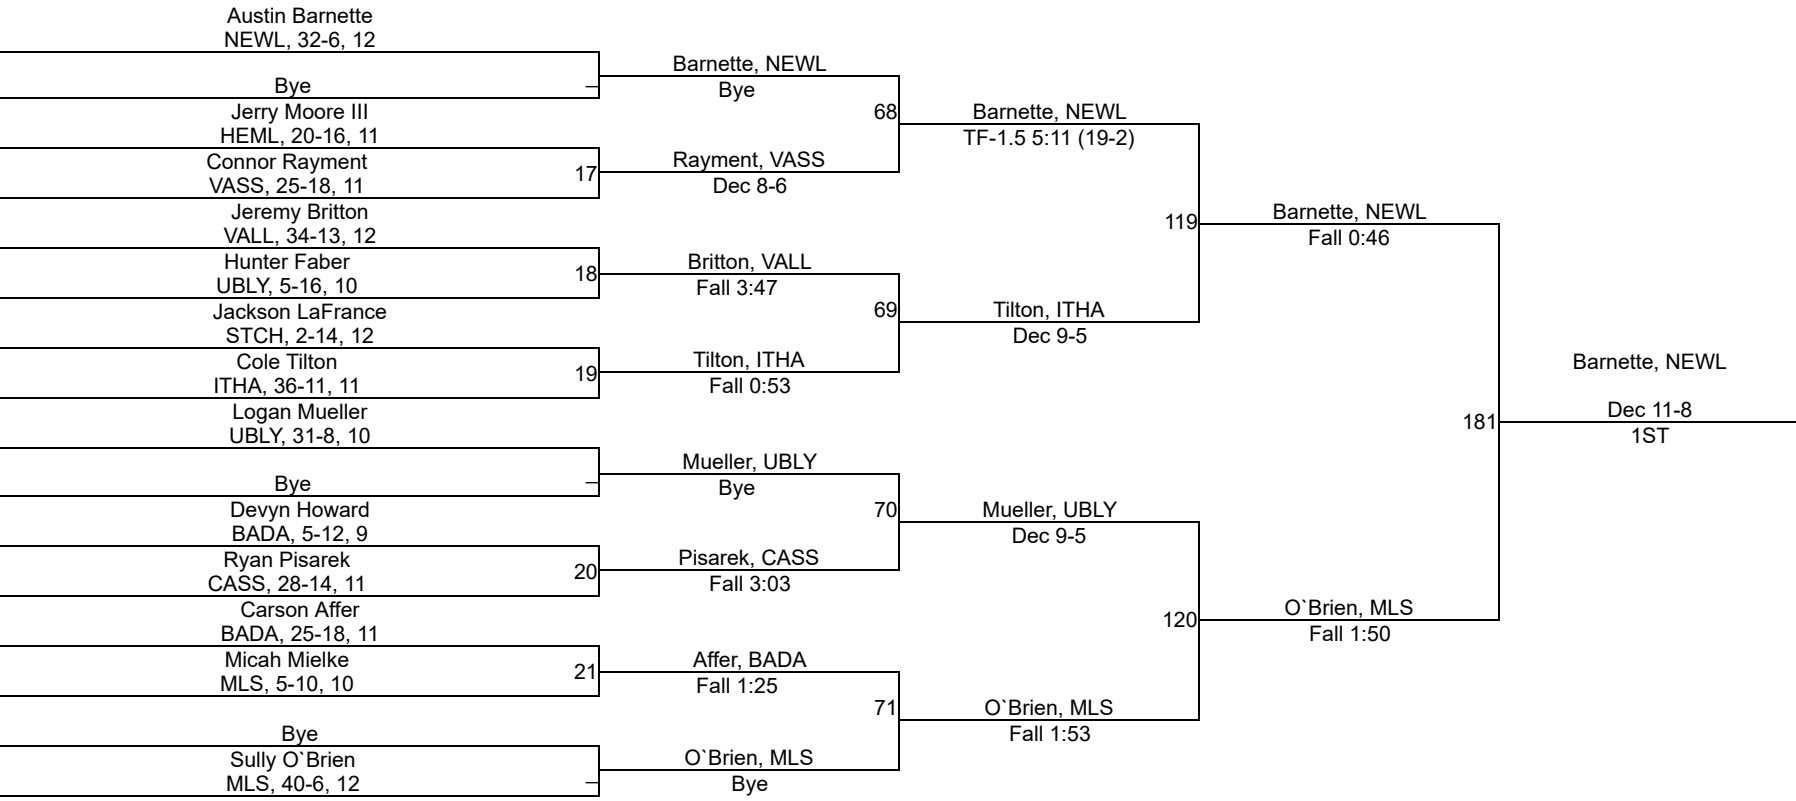 Austin Barnette
NEWL, 32-6, 12
Bye
Jerry Moore III
HEML, 20-16, 11
Connor Rayment
VASS, 25-18, 11
17
Jeremy Britton
VALL, 34-13, 12
Hunter Faber
UBLY, 5-16, 10
18
Jackson LaFrance
STCH, 2-14, 12
Cole Tilton
ITHA, 36-11, 11
19
Logan Mueller
UBLY, 31-8, 10
Bye
Devyn Howard
BADA, 5-12, 9
Ryan Pisarek
CASS, 28-14, 11
20
Carson Affer
BADA, 25-18, 11
Micah Mielke
MLS, 5-10, 10
21
Bye
Sully O`Brien
MLS, 40-6, 12
Barnette, NEWL
Bye
68
Rayment, VASS
Dec 8-6
Britton, VALL
Fall 3:47
69
Tilton, ITHA
Fall 0:53
Mueller, UBLY
Bye
70
Pisarek, CASS
Fall 3:03
Affer, BADA
Fall 1:25
71
O`Brien, MLS
Bye
Barnette, NEWL
TF-1.5 5:11 (19-2)
119
Tilton, ITHA
Dec 9-5
Mueller, UBLY
Dec 9-5
120
O`Brien, MLS
Fall 1:53
Barnette, NEWL
Fall 0:46
181
O`Brien, MLS
Fall 1:50
Barnette, NEWL
Dec 11-8
1ST